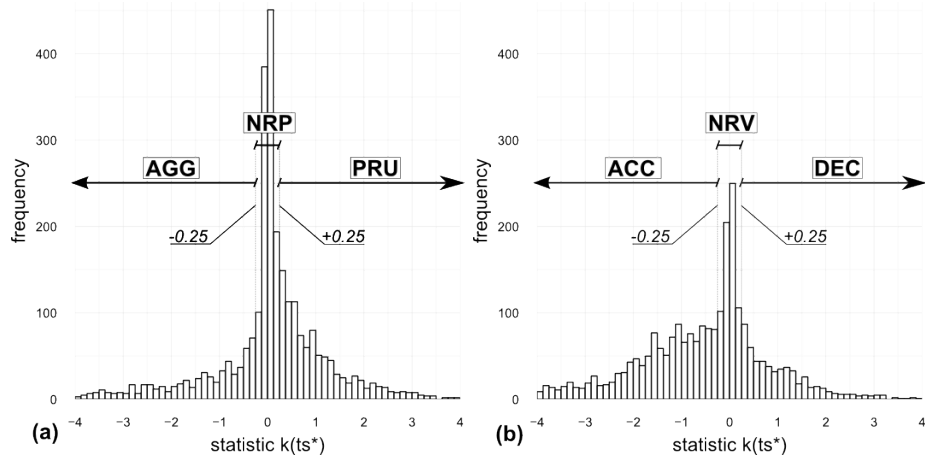 400
300
200
100
0
frequency
NRP
AGG
PRU
-0.25
+0.25
−4
−3
−2
−1
0
1
2
3
4
(a)
statistic k(ts*)
400
300
200
100
0
frequency
NRV
ACC
DEC
-0.25
+0.25
−4
−3
−2
−1
0
1
2
3
4
(b)
statistic k(ts*)